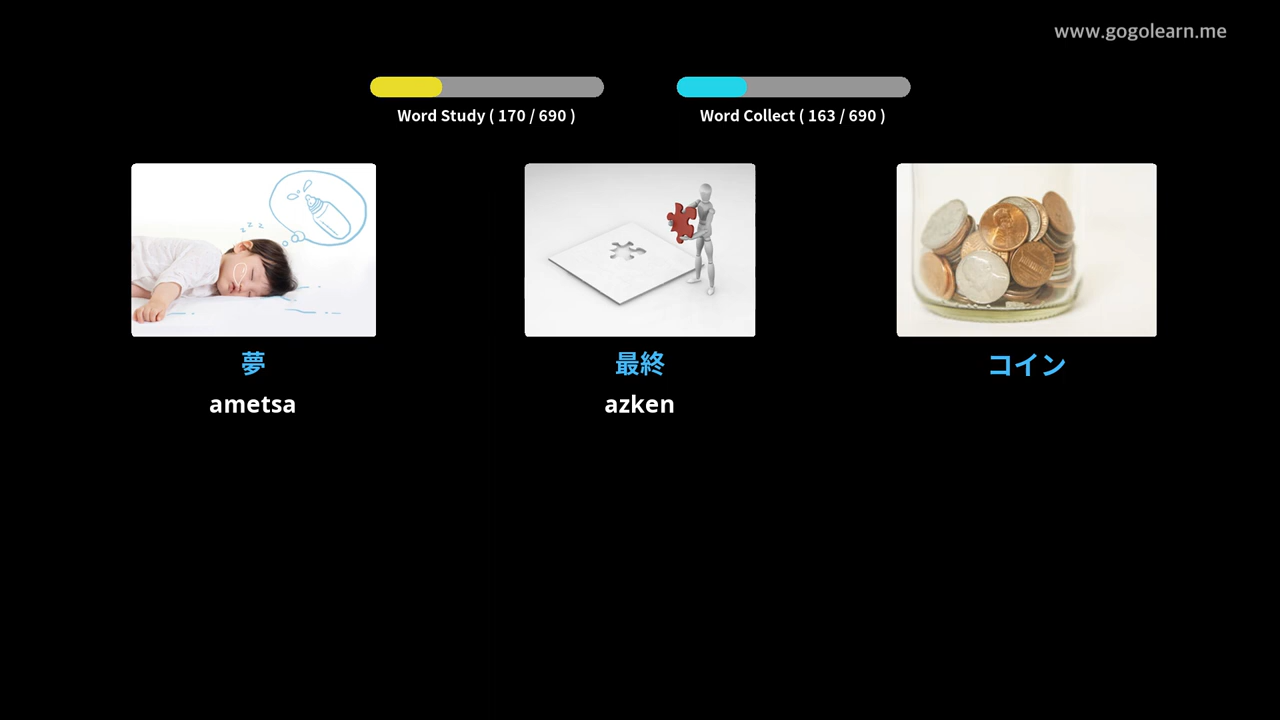 www.gogolearn.me
Word Study ( 170 / 690 )
Word Collect ( 163 / 690 )
z z z
夢
最終
コイン
ametsa
azken